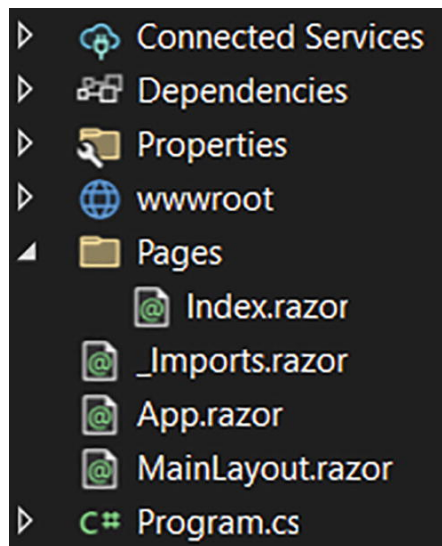 Connected Services
Dependencies
Properties
wwwroot
Pages
@ Index.razor
@ _Imports.razor
@ App.razor
@ MainLayout.razor
C# Program.cs